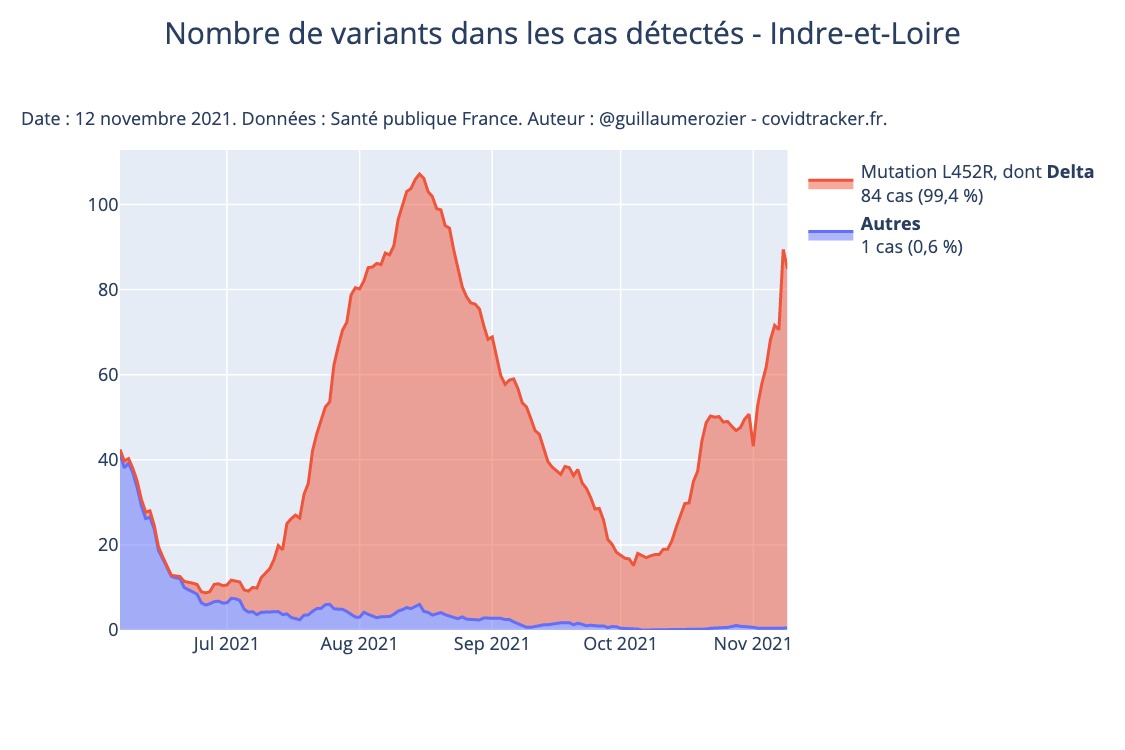 Nombre de variants dans les cas détectés - Indre-et-Loire
Date : 12 novembre 2021. Données : Santé publique France. Auteur : @guillaumerozier - covidtracker.fr.
Mutation L452R, dont Delta
84 cas (99,4 %)
Autres
1 cas (0,6 %)
100
80
60
40
20
0
Jul 2021 Aug 2021 Sep 2021 Oct 2021 Nov 2021